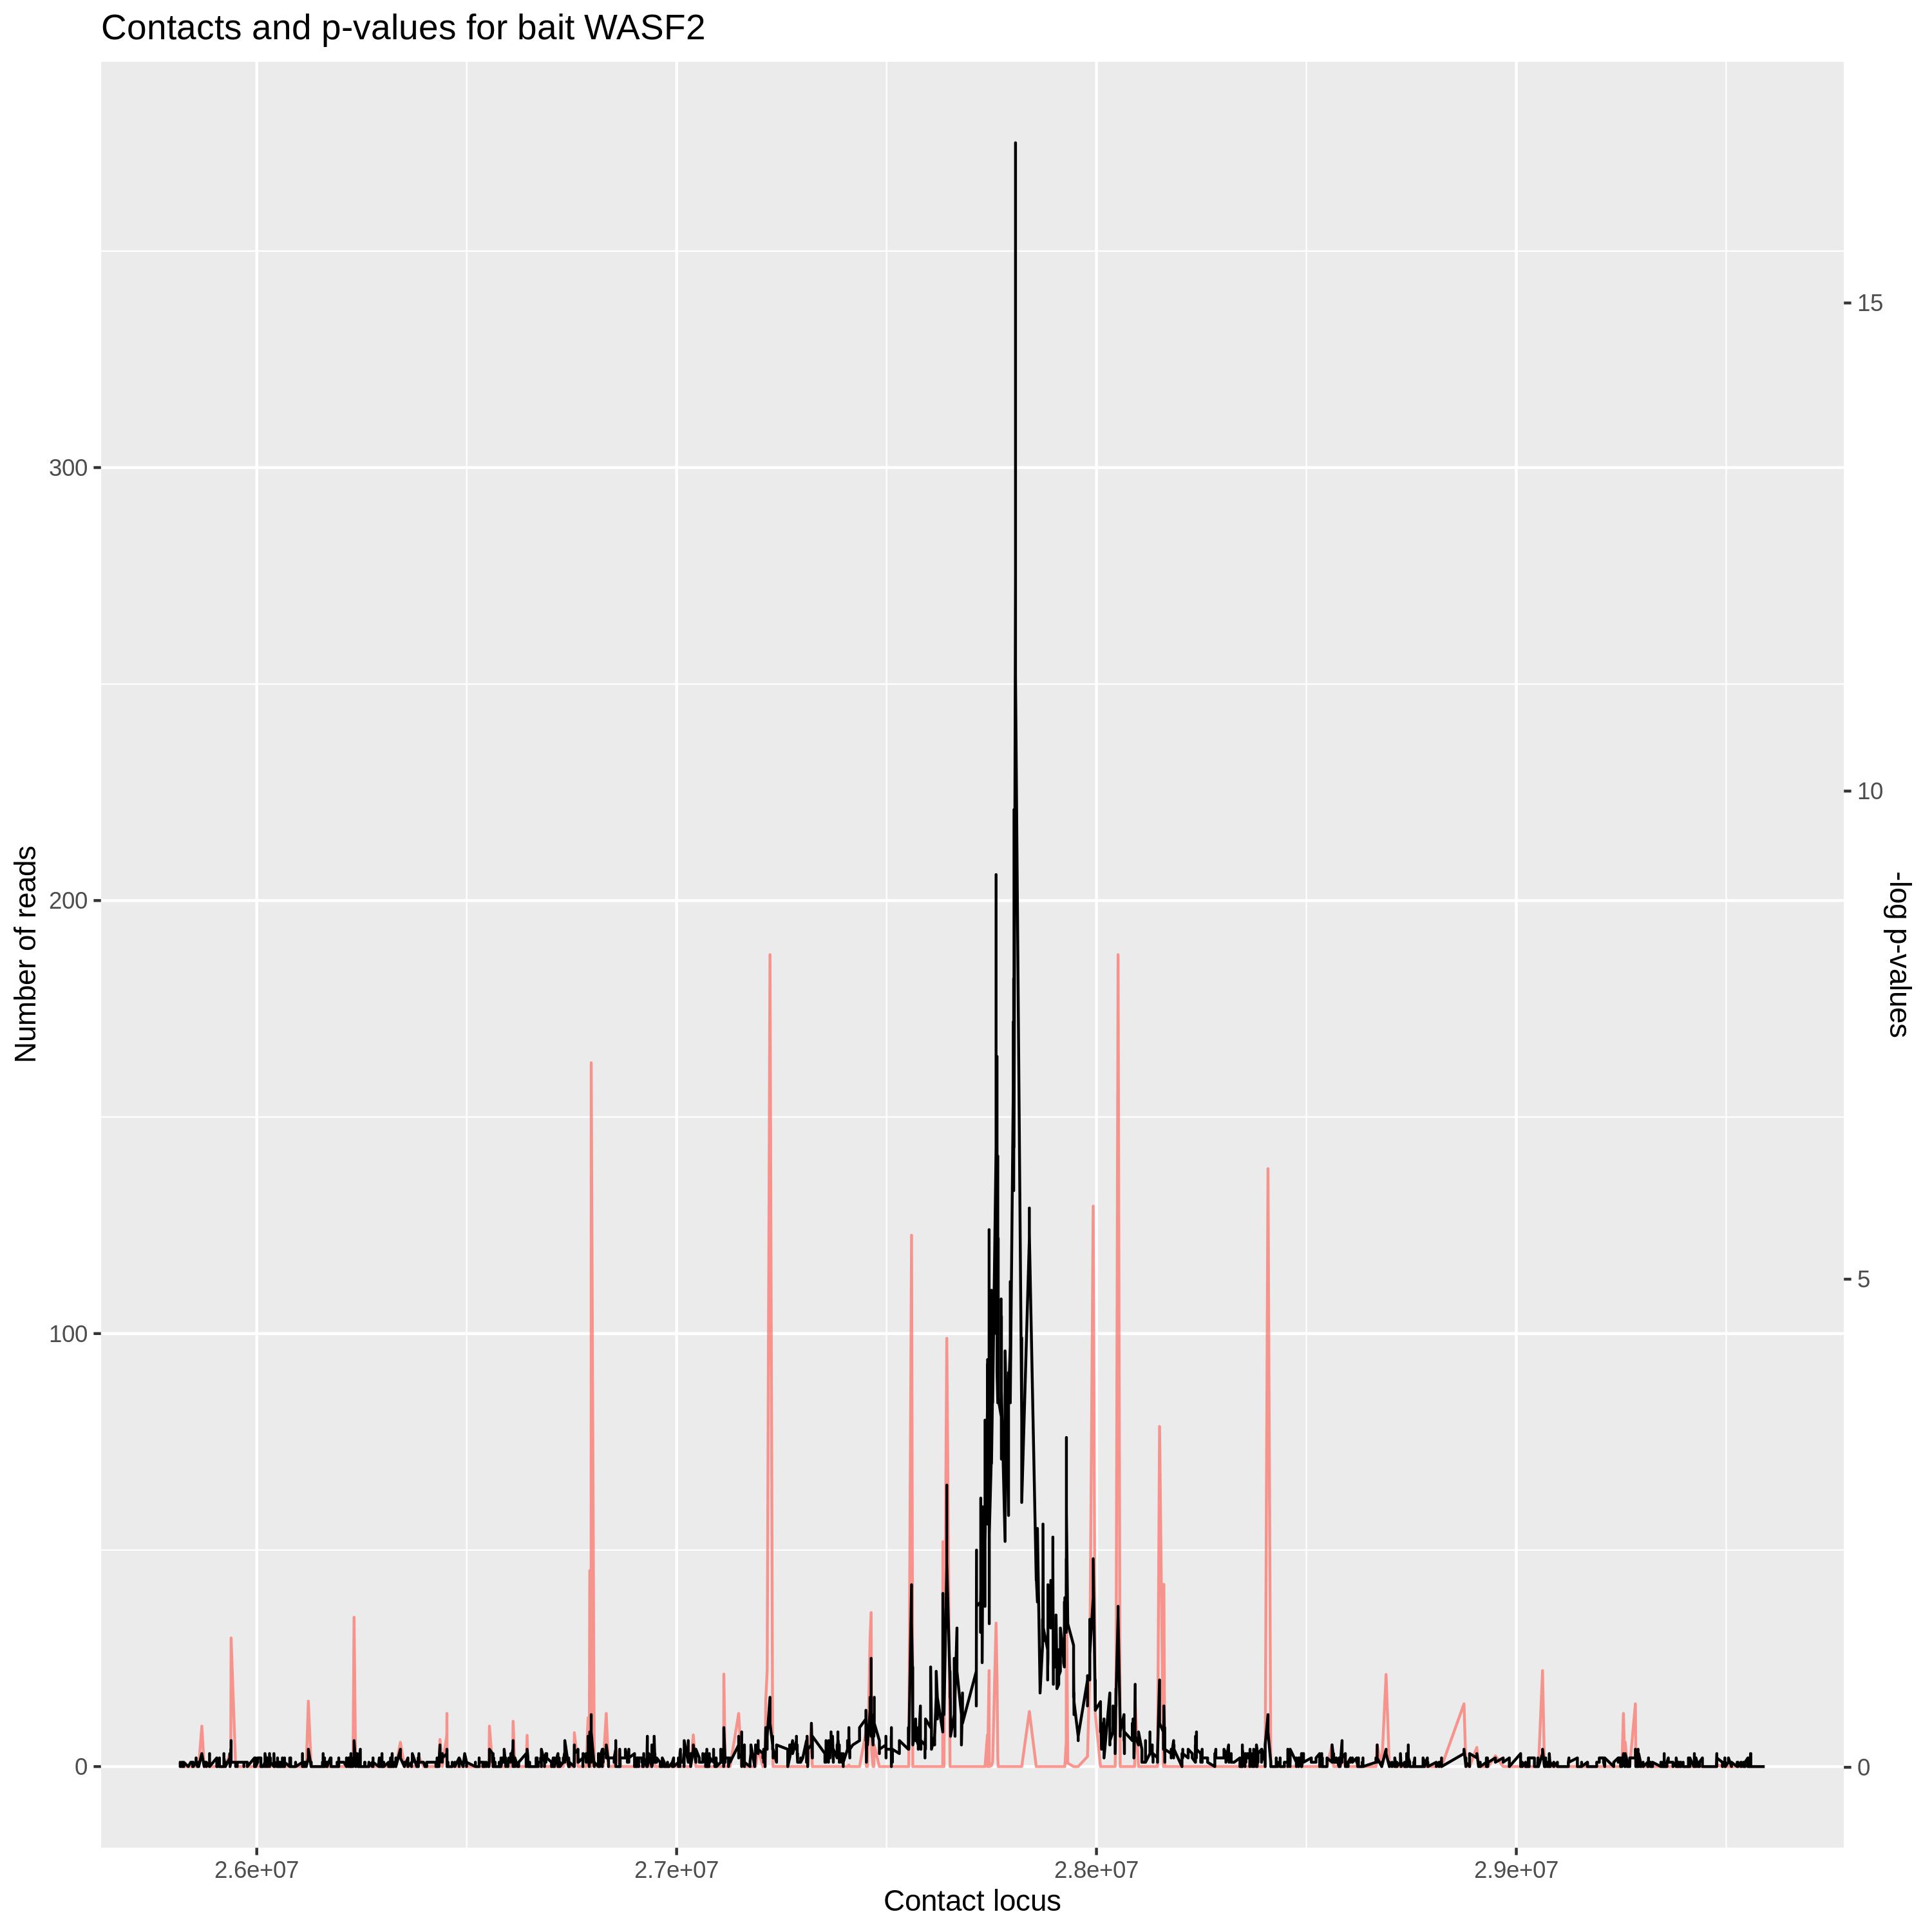 Contacts and p-values for bait WASF2
Number of reads
300
200
100
0
15
10
5
0
-log p-values
2.6e+07
2.7e+07
2.8e+07
2.9e+07
Contact locus